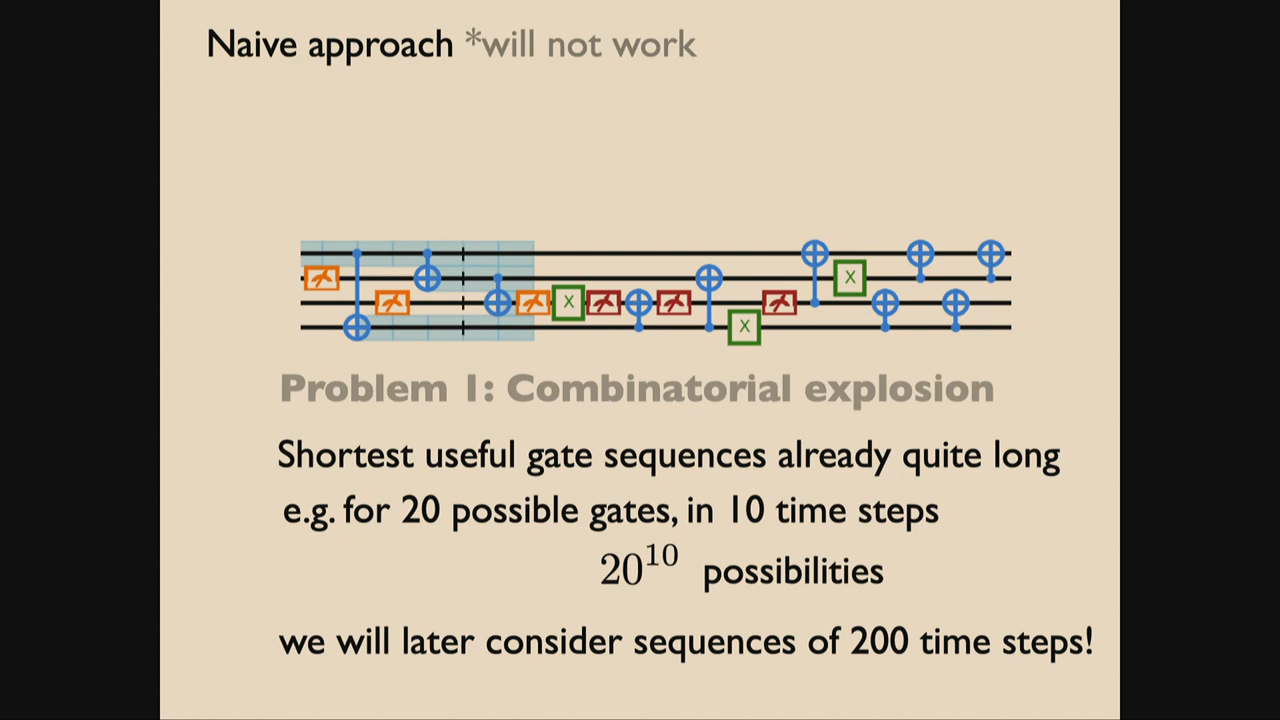 Naive approach *will not work
X
X
X
Problem 1: Combinatorial explosion
Shortest useful gate sequences already quite long
e.g. for 20 possible gates, in 10 time steps
20^10 possibilities
we will later consider sequences of 200 time steps!